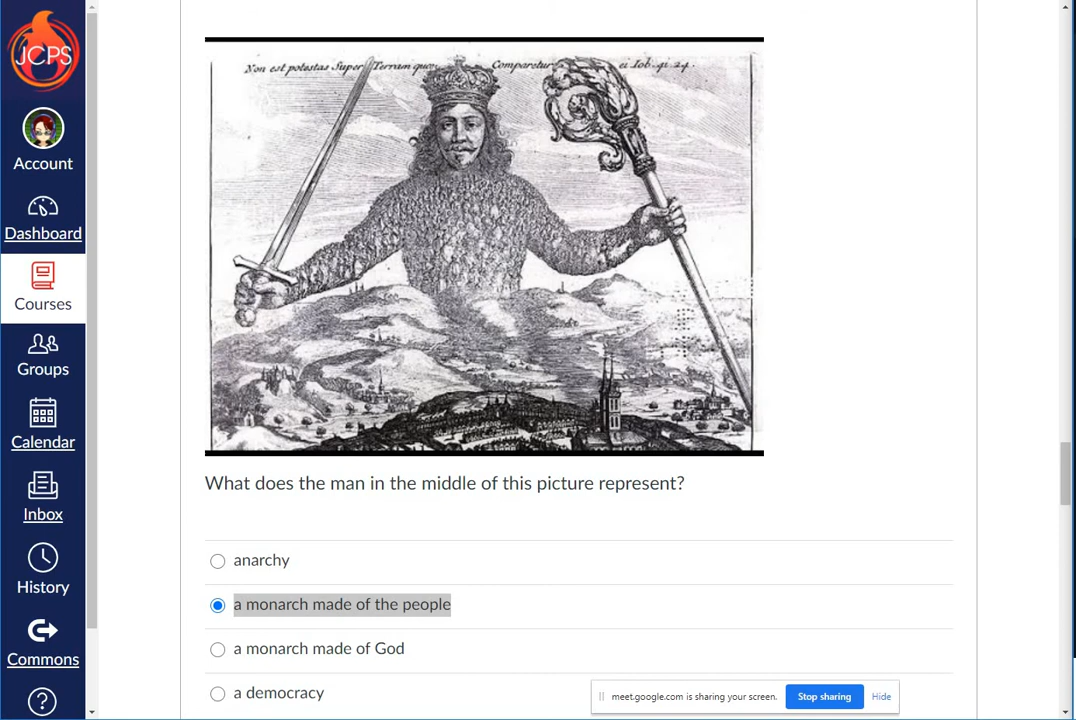 JCPS
Account
Dashboard
Courses
Groups
Calendar
Inbox
History
Commons
Non est potestas Super Terram quae Comparetur ei Iob. 41. 24.
What does the man in the middle of this picture represent?
anarchy
a monarch made of the people
a monarch made of God
a democracy
meet.google.com is sharing your screen.
Stop sharing
Hide